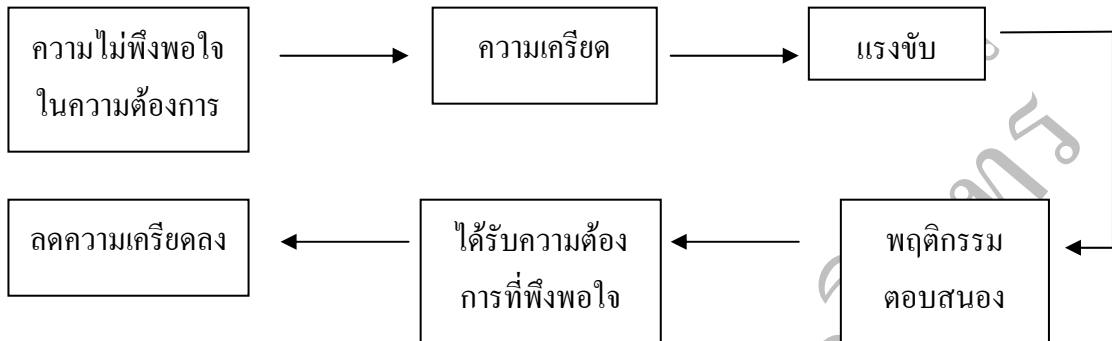 ความไม่พึงพอใจ
ในความต้องการ
ความเครียด
แรงขับ
พฤติกรรม
ตอบสนอง
ได้รับความต้อง
การที่พึงพอใจ
ลดความเครียดลง